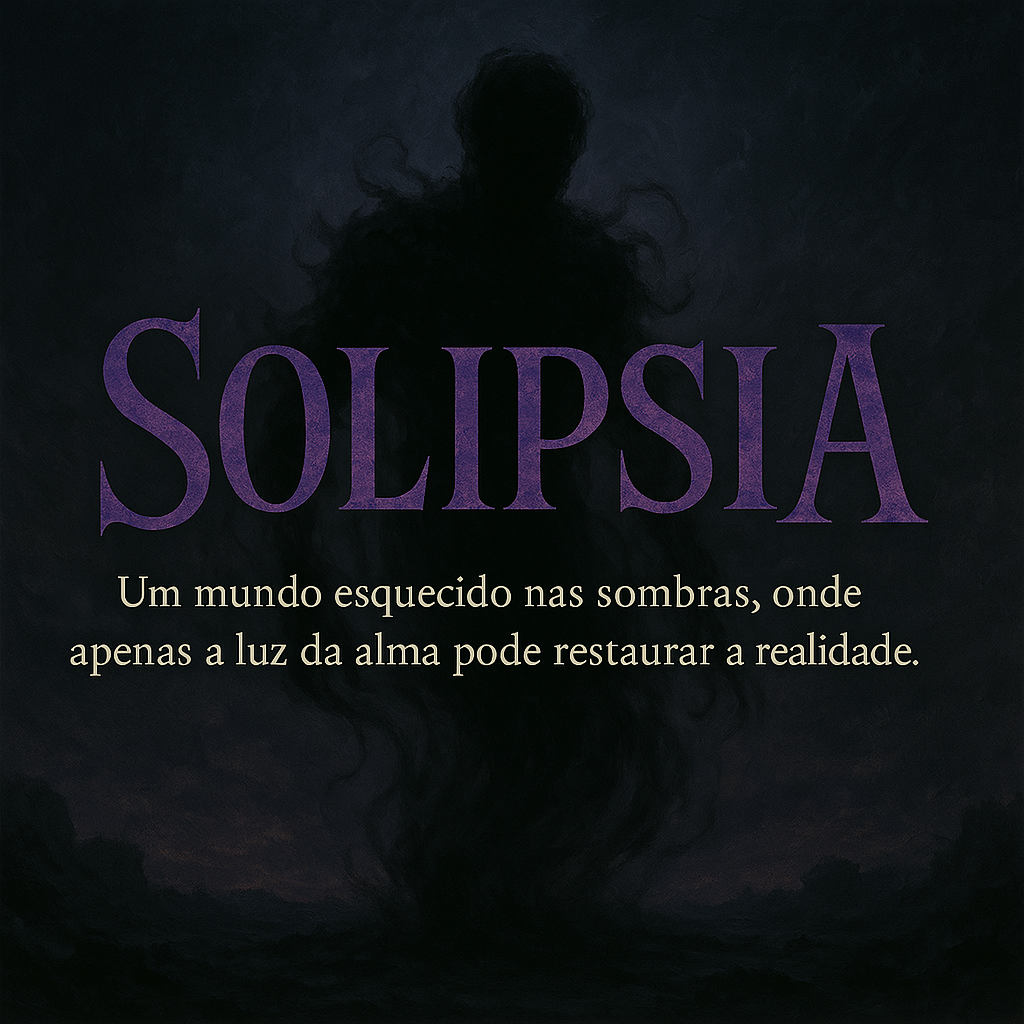 SOLIPSIA
Um mundo esquecido nas sombras, onde
apenas a luz da alma pode restaurar a realidade.